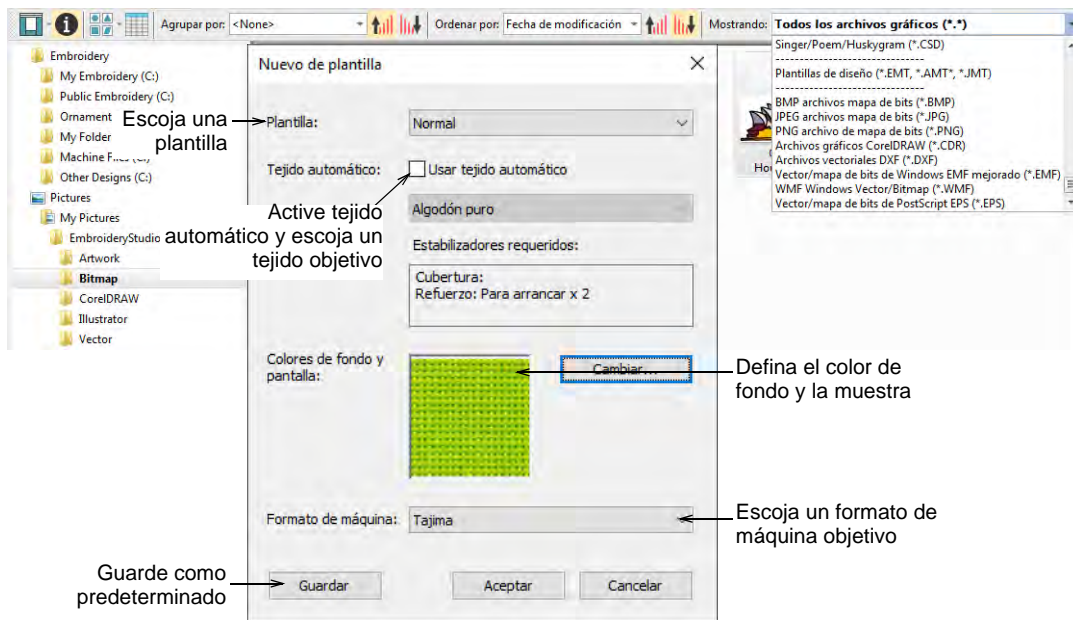 Agrupar por: <None>
Ordenar por: Fecha de modificación
Mostrando: Todos los archivos gráficos (*.*)
Singer/Poem/Huskygram (*.CSD)
------------------------------
Plantillas de diseño (*.EMT, *.AMT*, *.JMT)
------------------------------
BMP archivos mapa de bits (*.BMP)
JPEG archivos mapa de bits (*.JPG)
PNG archivo de mapa de bits (*.PNG)
Archivos gráficos CorelDRAW (*.CDR)
Archivos vectoriales DXF (*.DXF)
Vector/mapa de bits de Windows EMF mejorado (*.EMF)
WMF Windows Vector/Bitmap (*.WMF)
Vector/mapa de bits de PostScript EPS (*.EPS)
Embroidery
My Embroidery (C:)
Public Embroidery (C:)
Ornament
My Folder
Machine
Other Designs (C:)
Pictures
My Pictures
EmbroideryStudio
Artwork
Bitmap
CorelDRAW
Illustrator
Vector
Escoja una
plantilla
Active tejido
automático y escoja un
tejido objetivo
Guarde como
predeterminado
Nuevo de plantilla
Plantilla: Normal
Tejido automático: Usar tejido automático
Algodón puro
Estabilizadores requeridos:
Cubertura:
Refuerzo: Para arrancar x 2
Colores de fondo y
pantalla:
Cambiar...
Formato de máquina: Tajima
Guardar Aceptar Cancelar
Defina el color de
fondo y la muestra
Escoja un formato de
máquina objetivo